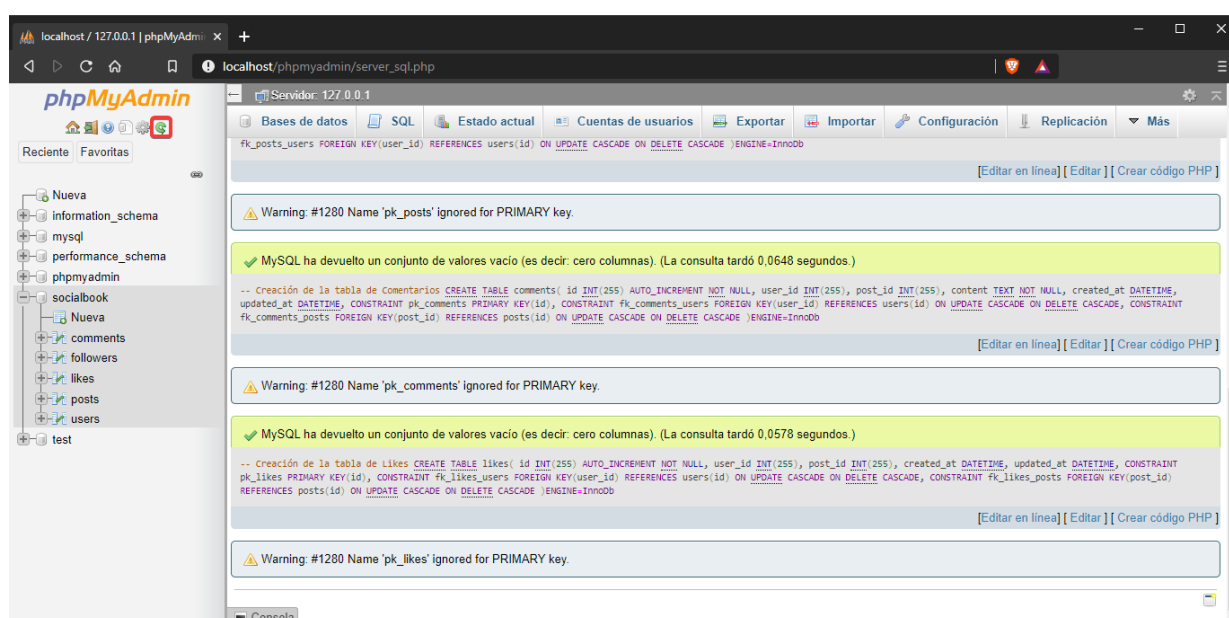 localhost / 127.0.0.1 | phpMyAdmi
localhost/phpmyadmin/server_sql.php
phpMyAdmin
Reciente Favoritas
Nueva
information_schema
mysql
performance_schema
phpmyadmin
socialbook
Nueva
comments
followers
likes
posts
users
test
Servidor: 127.0.0.1
Bases de datos SQL Estado actual Cuentas de usuarios Exportar Importar Configuración Replicación Más
fk_posts_users FOREIGN KEY(user_id) REFERENCES users(id) ON UPDATE CASCADE ON DELETE CASCADE )ENGINE=InnoDb
[Editar en línea] [ Editar ] [ Crear código PHP ]
Warning: #1280 Name 'pk_posts' ignored for PRIMARY key.
MySQL ha devuelto un conjunto de valores vacío (es decir: cero columnas). (La consulta tardó 0,0648 segundos.)
-- Creación de la tabla de Comentarios CREATE TABLE comments( id INT(255) AUTO_INCREMENT NOT NULL, user_id INT(255), post_id INT(255), content TEXT NOT NULL, created_at DATETIME,
updated_at DATETIME, CONSTRAINT pk_comments PRIMARY KEY(id), CONSTRAINT fk_comments_users FOREIGN KEY(user_id) REFERENCES users(id) ON UPDATE CASCADE ON DELETE CASCADE, CONSTRAINT
fk_comments_posts FOREIGN KEY(post_id) REFERENCES posts(id) ON UPDATE CASCADE ON DELETE CASCADE )ENGINE=InnoDb
[Editar en línea] [ Editar ] [ Crear código PHP ]
Warning: #1280 Name 'pk_comments' ignored for PRIMARY key.
MySQL ha devuelto un conjunto de valores vacío (es decir: cero columnas). (La consulta tardó 0,0578 segundos.)
-- Creación de la tabla de Likes CREATE TABLE likes( id INT(255) AUTO_INCREMENT NOT NULL, user_id INT(255), post_id INT(255), created_at DATETIME, updated_at DATETIME, CONSTRAINT
pk_likes PRIMARY KEY(id), CONSTRAINT fk_likes_users FOREIGN KEY(user_id) REFERENCES users(id) ON UPDATE CASCADE ON DELETE CASCADE, CONSTRAINT fk_likes_posts FOREIGN KEY(post_id)
REFERENCES posts(id) ON UPDATE CASCADE ON DELETE CASCADE )ENGINE=InnoDb
[Editar en línea] [ Editar ] [ Crear código PHP ]
Warning: #1280 Name 'pk_likes' ignored for PRIMARY key.
Consola